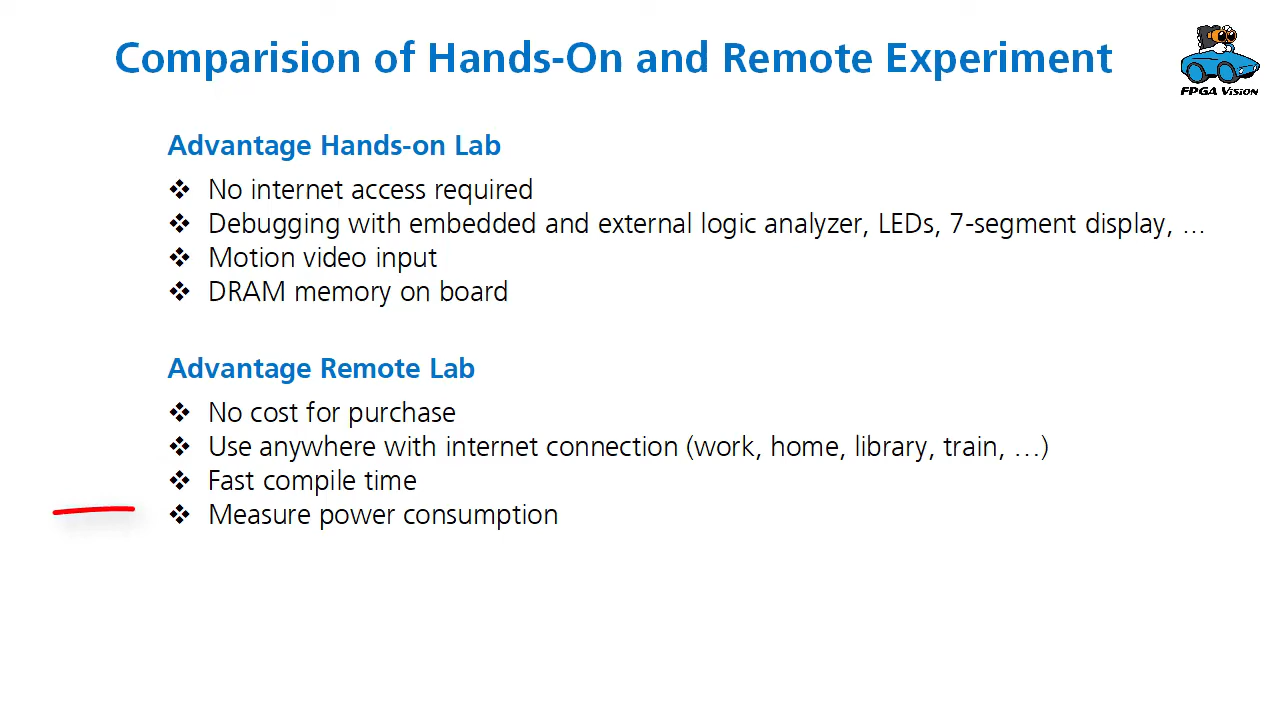 Comparision of Hands-On and Remote Experiment
FPGA Vision
Advantage Hands-on Lab
❖ No internet access required
❖ Debugging with embedded and external logic analyzer, LEDs, 7-segment display, ...
❖ Motion video input
❖ DRAM memory on board
Advantage Remote Lab
❖ No cost for purchase
❖ Use anywhere with internet connection (work, home, library, train, …)
❖ Fast compile time
❖ Measure power consumption